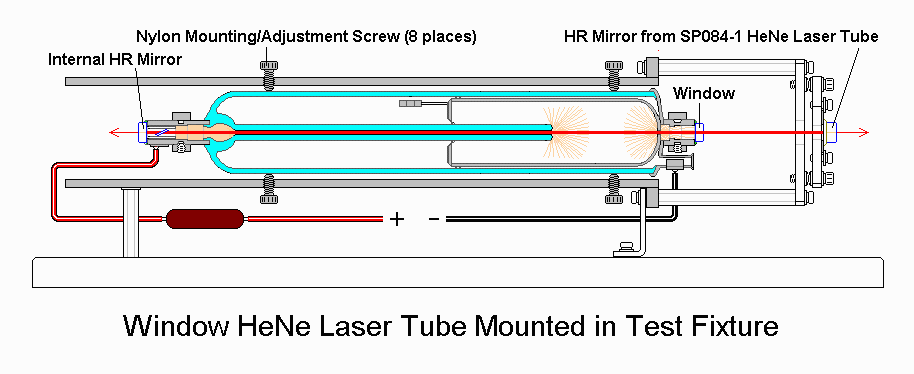 Nylon Mounting/Adjustment Screw (8 places)
HR Mirror from SP084-1 HeNe Laser Tube
Internal HR Mirror
Window
+ -
Window HeNe Laser Tube Mounted in Test Fixture